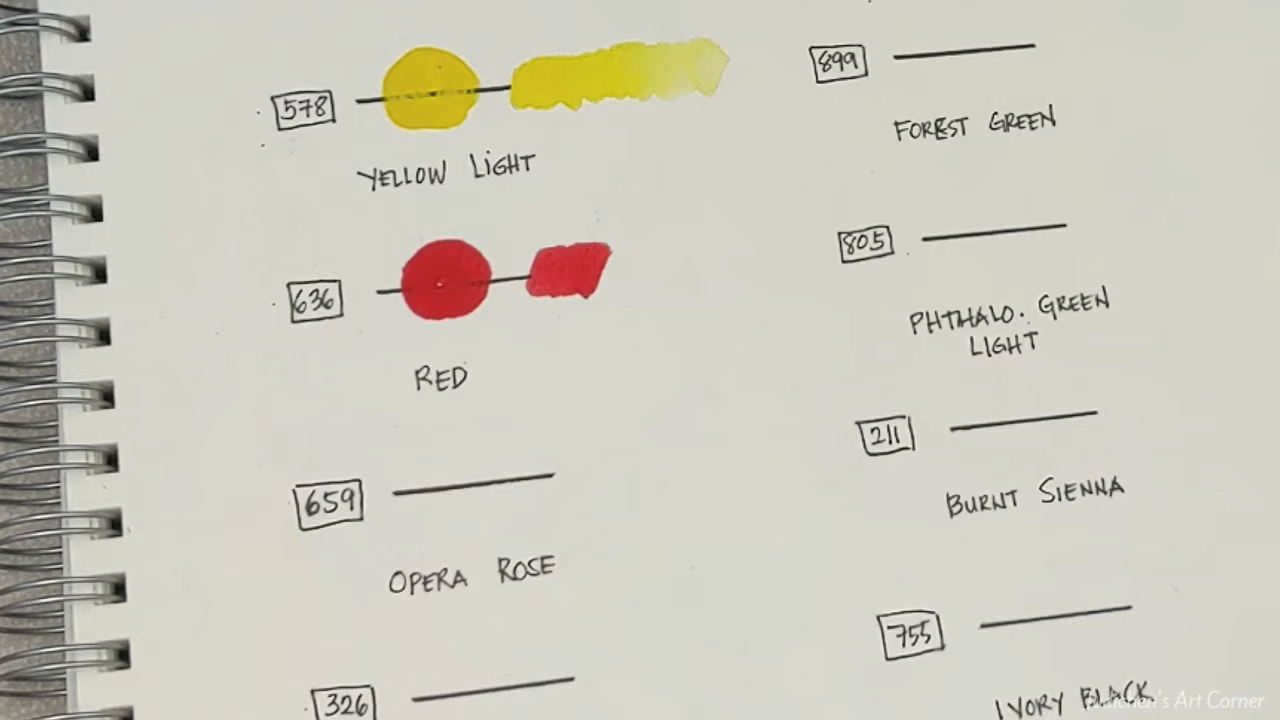 578
YELLOW LIGHT
636
RED
659
OPERA ROSE
326
899
FOREST GREEN
805
PHTHALO. GREEN
LIGHT
211
BURNT SIENNA
755
IVORY BLACK
Art Corner